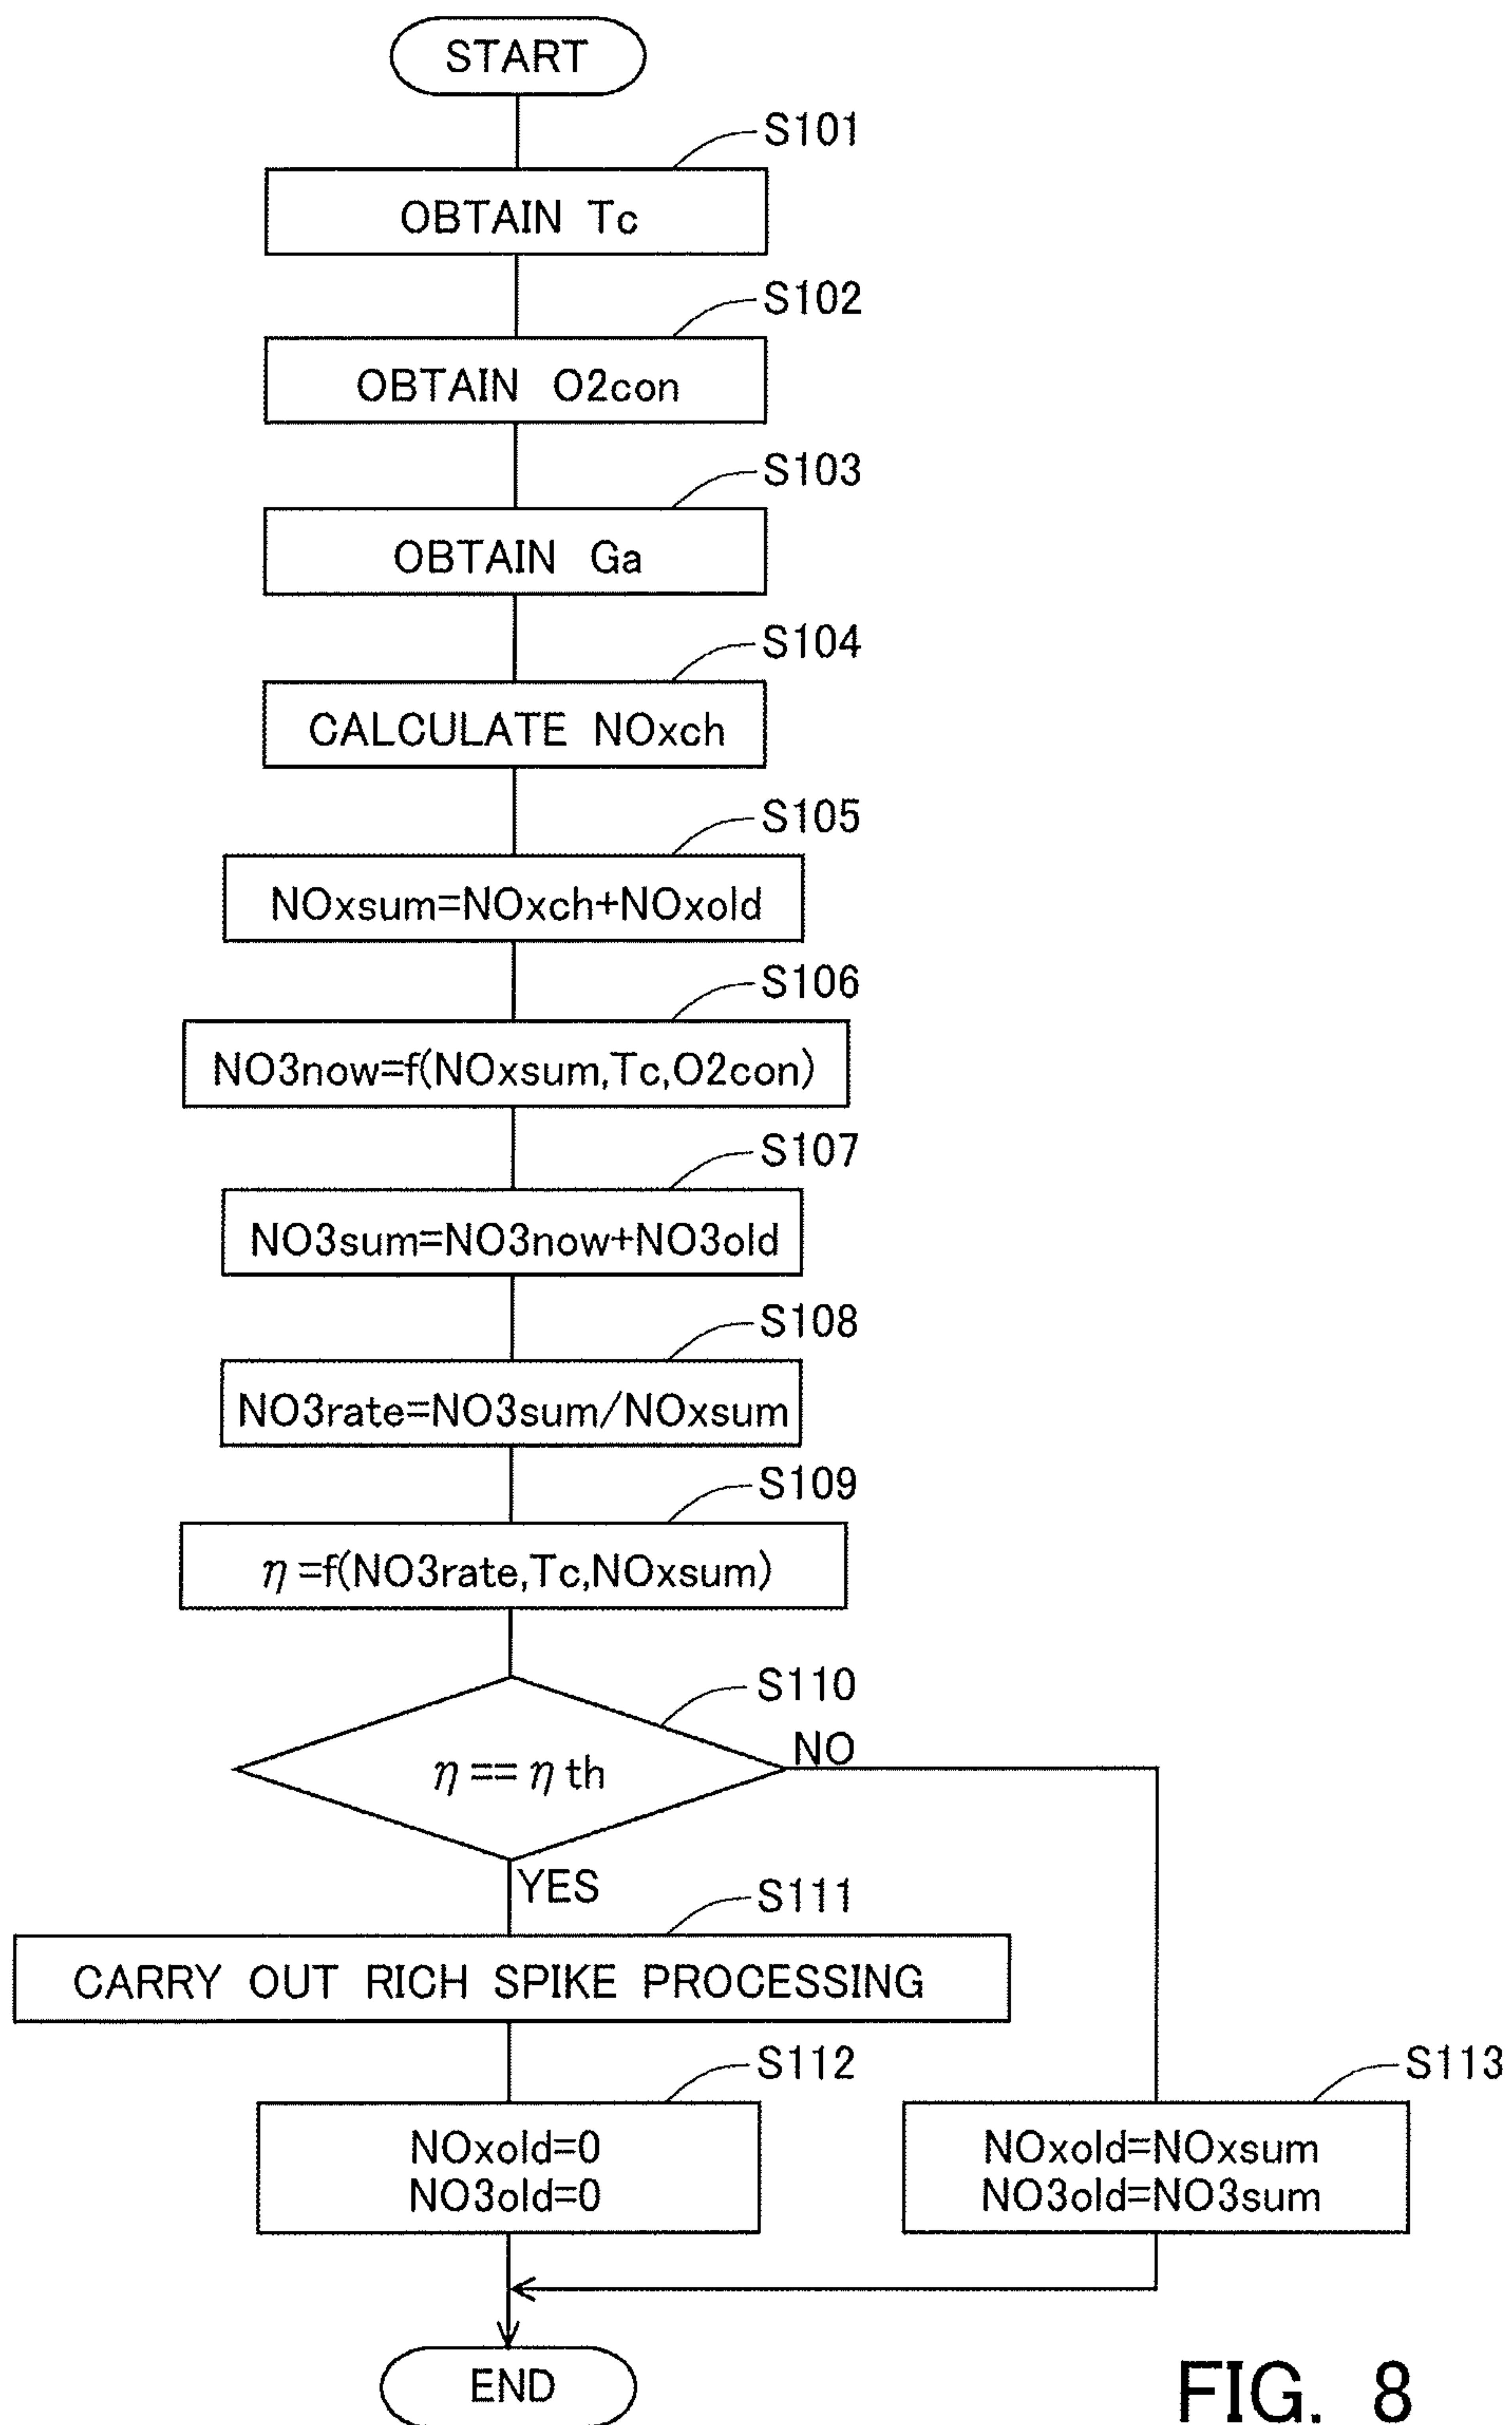 START
S101
OBTAIN Tc
S102
OBTAIN O2con
S103
OBTAIN Ga
S104
CALCULATE NOxch
S105
NOxsum=NOxch+NOxold
S106
NO3now=f(NOxsum,Tc,O2con)
S107
NO3sum=NO3now+NO3old
S108
NO3rate=NO3sum/NOxsum
S109
η=f(NO3rate,Tc,NOxsum)
S110
η==ηth
NO
YES
S111
CARRY OUT RICH SPIKE PROCESSING
S112
NOxold=0
NO3old=0
S113
NOxold=NOxsum
NO3old=NO3sum
END
FIG. 8